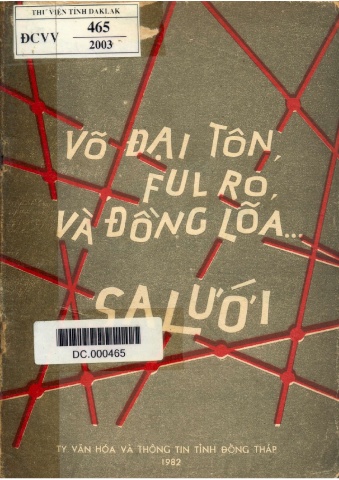 THƯ VIỆN TỈNH DAKLAK
ĐCVV
465
2003
VÕ ĐẠI TÔN,
FUL RO,
VÀ ĐỒNG LÕA...
SA LƯỚI
DC.000465
TY VĂN HÓA VÀ THÔNG TIN TỈNH ĐỒNG THÁP
1982